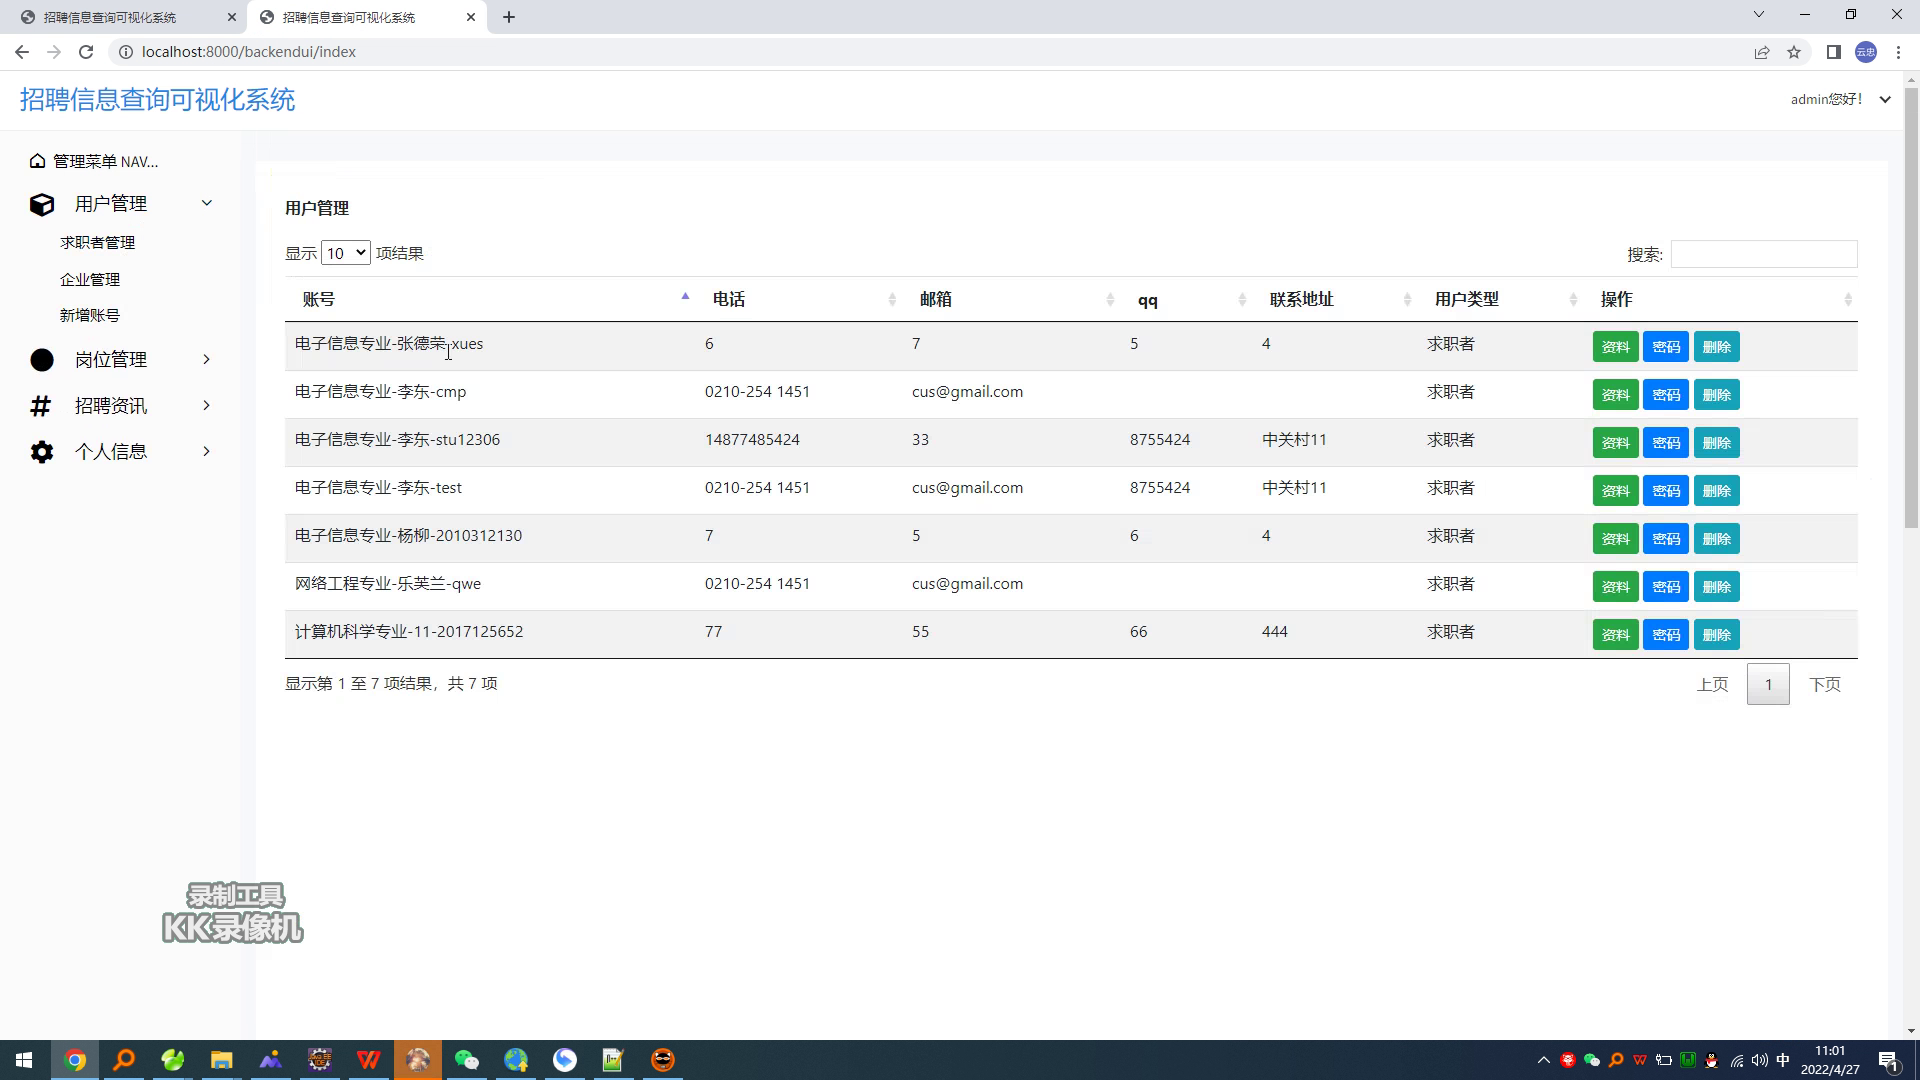 招聘信息查询可视化系统
招聘信息查询可视化系统
localhost:8000/backendui/index
云忠
招聘信息查询可视化系统
admin您好！
管理菜单 NAV...
用户管理
求职者管理
企业管理
新增账号
岗位管理
招聘资讯
个人信息
用户管理
显示 10 项结果
搜索:
账号 电话 邮箱 qq 联系地址 用户类型 操作
电子信息专业-张德荣-xues 6 7 5 4 求职者 资料 密码 删除
电子信息专业-李东-cmp 0210-254 1451 cus@gmail.com 求职者 资料 密码 删除
电子信息专业-李东-stu12306 14877485424 33 8755424 中关村11 求职者 资料 密码 删除
电子信息专业-李东-test 0210-254 1451 cus@gmail.com 8755424 中关村11 求职者 资料 密码 删除
电子信息专业-杨柳-2010312130 7 5 6 4 求职者 资料 密码 删除
网络工程专业-乐芙兰-qwe 0210-254 1451 cus@gmail.com 求职者 资料 密码 删除
计算机科学专业-11-2017125652 77 55 66 444 求职者 资料 密码 删除
显示第 1 至 7 项结果，共 7 项
上页 1 下页
录制工具
KK录像机
中
11:01
2022/4/27
1